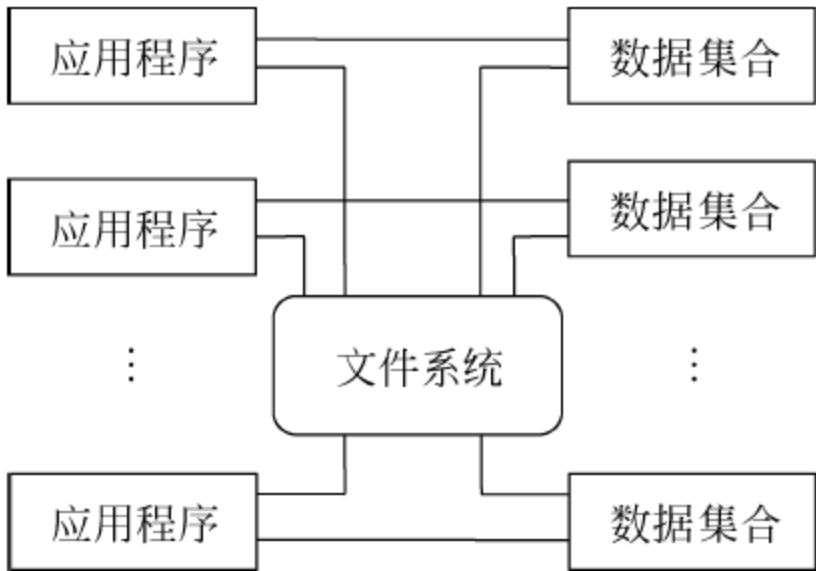 应用程序
数据集合
应用程序
数据集合
⋮
文件系统
⋮
应用程序
数据集合